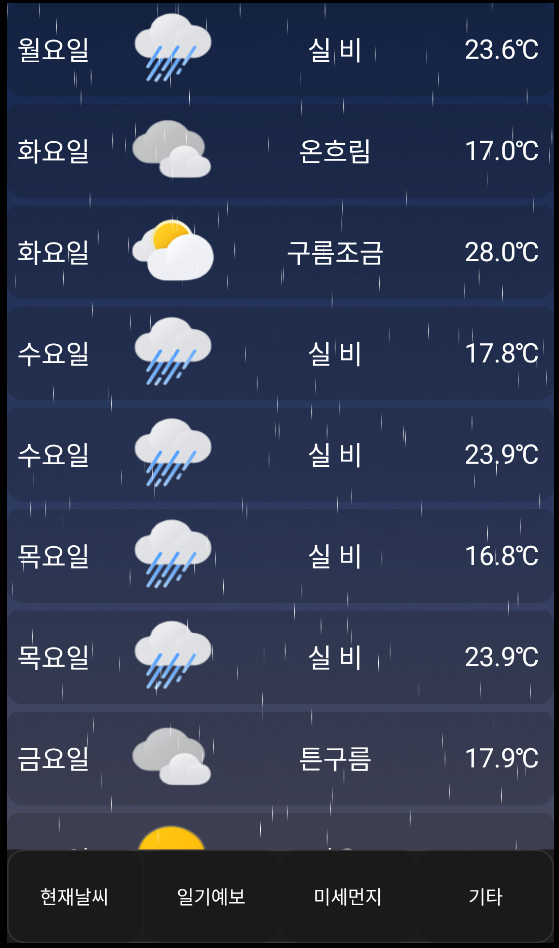 월요일 실 비 23.6℃
화요일 온흐림 17.0℃
화요일 구름조금 28.0℃
수요일 실 비 17.8℃
수요일 실 비 23.9℃
목요일 실 비 16.8℃
목요일 실 비 23.9℃
금요일 튼구름 17.9℃
현재날씨 일기예보 미세먼지 기타